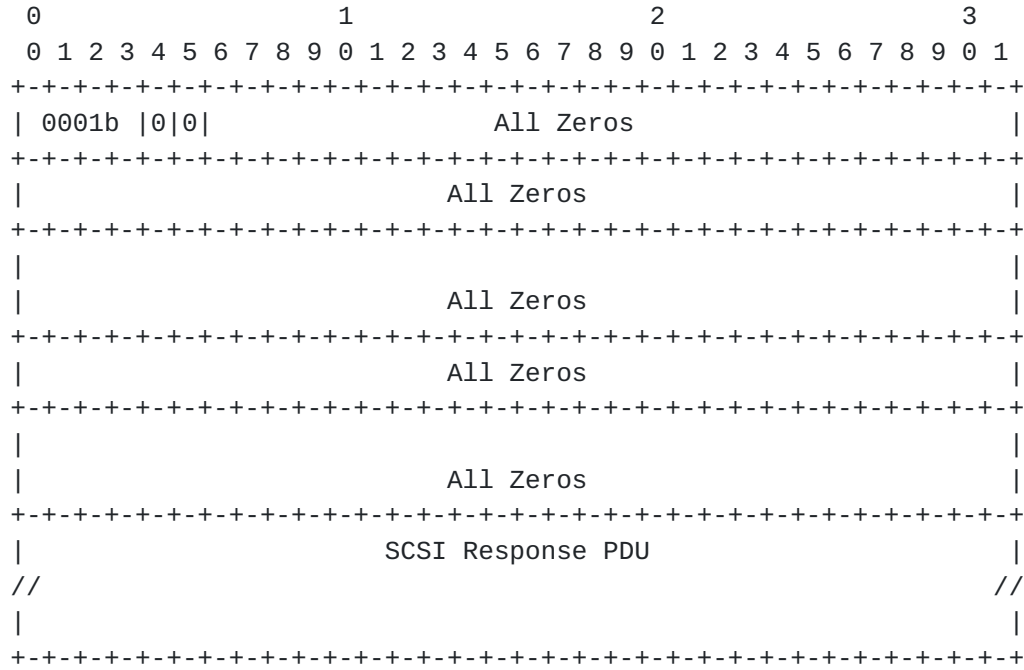 0                   1                   2                   3
 0 1 2 3 4 5 6 7 8 9 0 1 2 3 4 5 6 7 8 9 0 1 2 3 4 5 6 7 8 9 0 1
+-+-+-+-+-+-+-+-+-+-+-+-+-+-+-+-+-+-+-+-+-+-+-+-+-+-+-+-+-+-+-+-+
| 0001b |0|0|                  All Zeros                        |
+-+-+-+-+-+-+-+-+-+-+-+-+-+-+-+-+-+-+-+-+-+-+-+-+-+-+-+-+-+-+-+-+
|                           All Zeros                           |
+-+-+-+-+-+-+-+-+-+-+-+-+-+-+-+-+-+-+-+-+-+-+-+-+-+-+-+-+-+-+-+-+
|                                                               |
|                           All Zeros                           |
+-+-+-+-+-+-+-+-+-+-+-+-+-+-+-+-+-+-+-+-+-+-+-+-+-+-+-+-+-+-+-+-+
|                           All Zeros                           |
+-+-+-+-+-+-+-+-+-+-+-+-+-+-+-+-+-+-+-+-+-+-+-+-+-+-+-+-+-+-+-+-+
|                                                               |
|                           All Zeros                           |
+-+-+-+-+-+-+-+-+-+-+-+-+-+-+-+-+-+-+-+-+-+-+-+-+-+-+-+-+-+-+-+-+
|                       SCSI Response PDU                       |
//                                                             //
|                                                               |
+-+-+-+-+-+-+-+-+-+-+-+-+-+-+-+-+-+-+-+-+-+-+-+-+-+-+-+-+-+-+-+-+